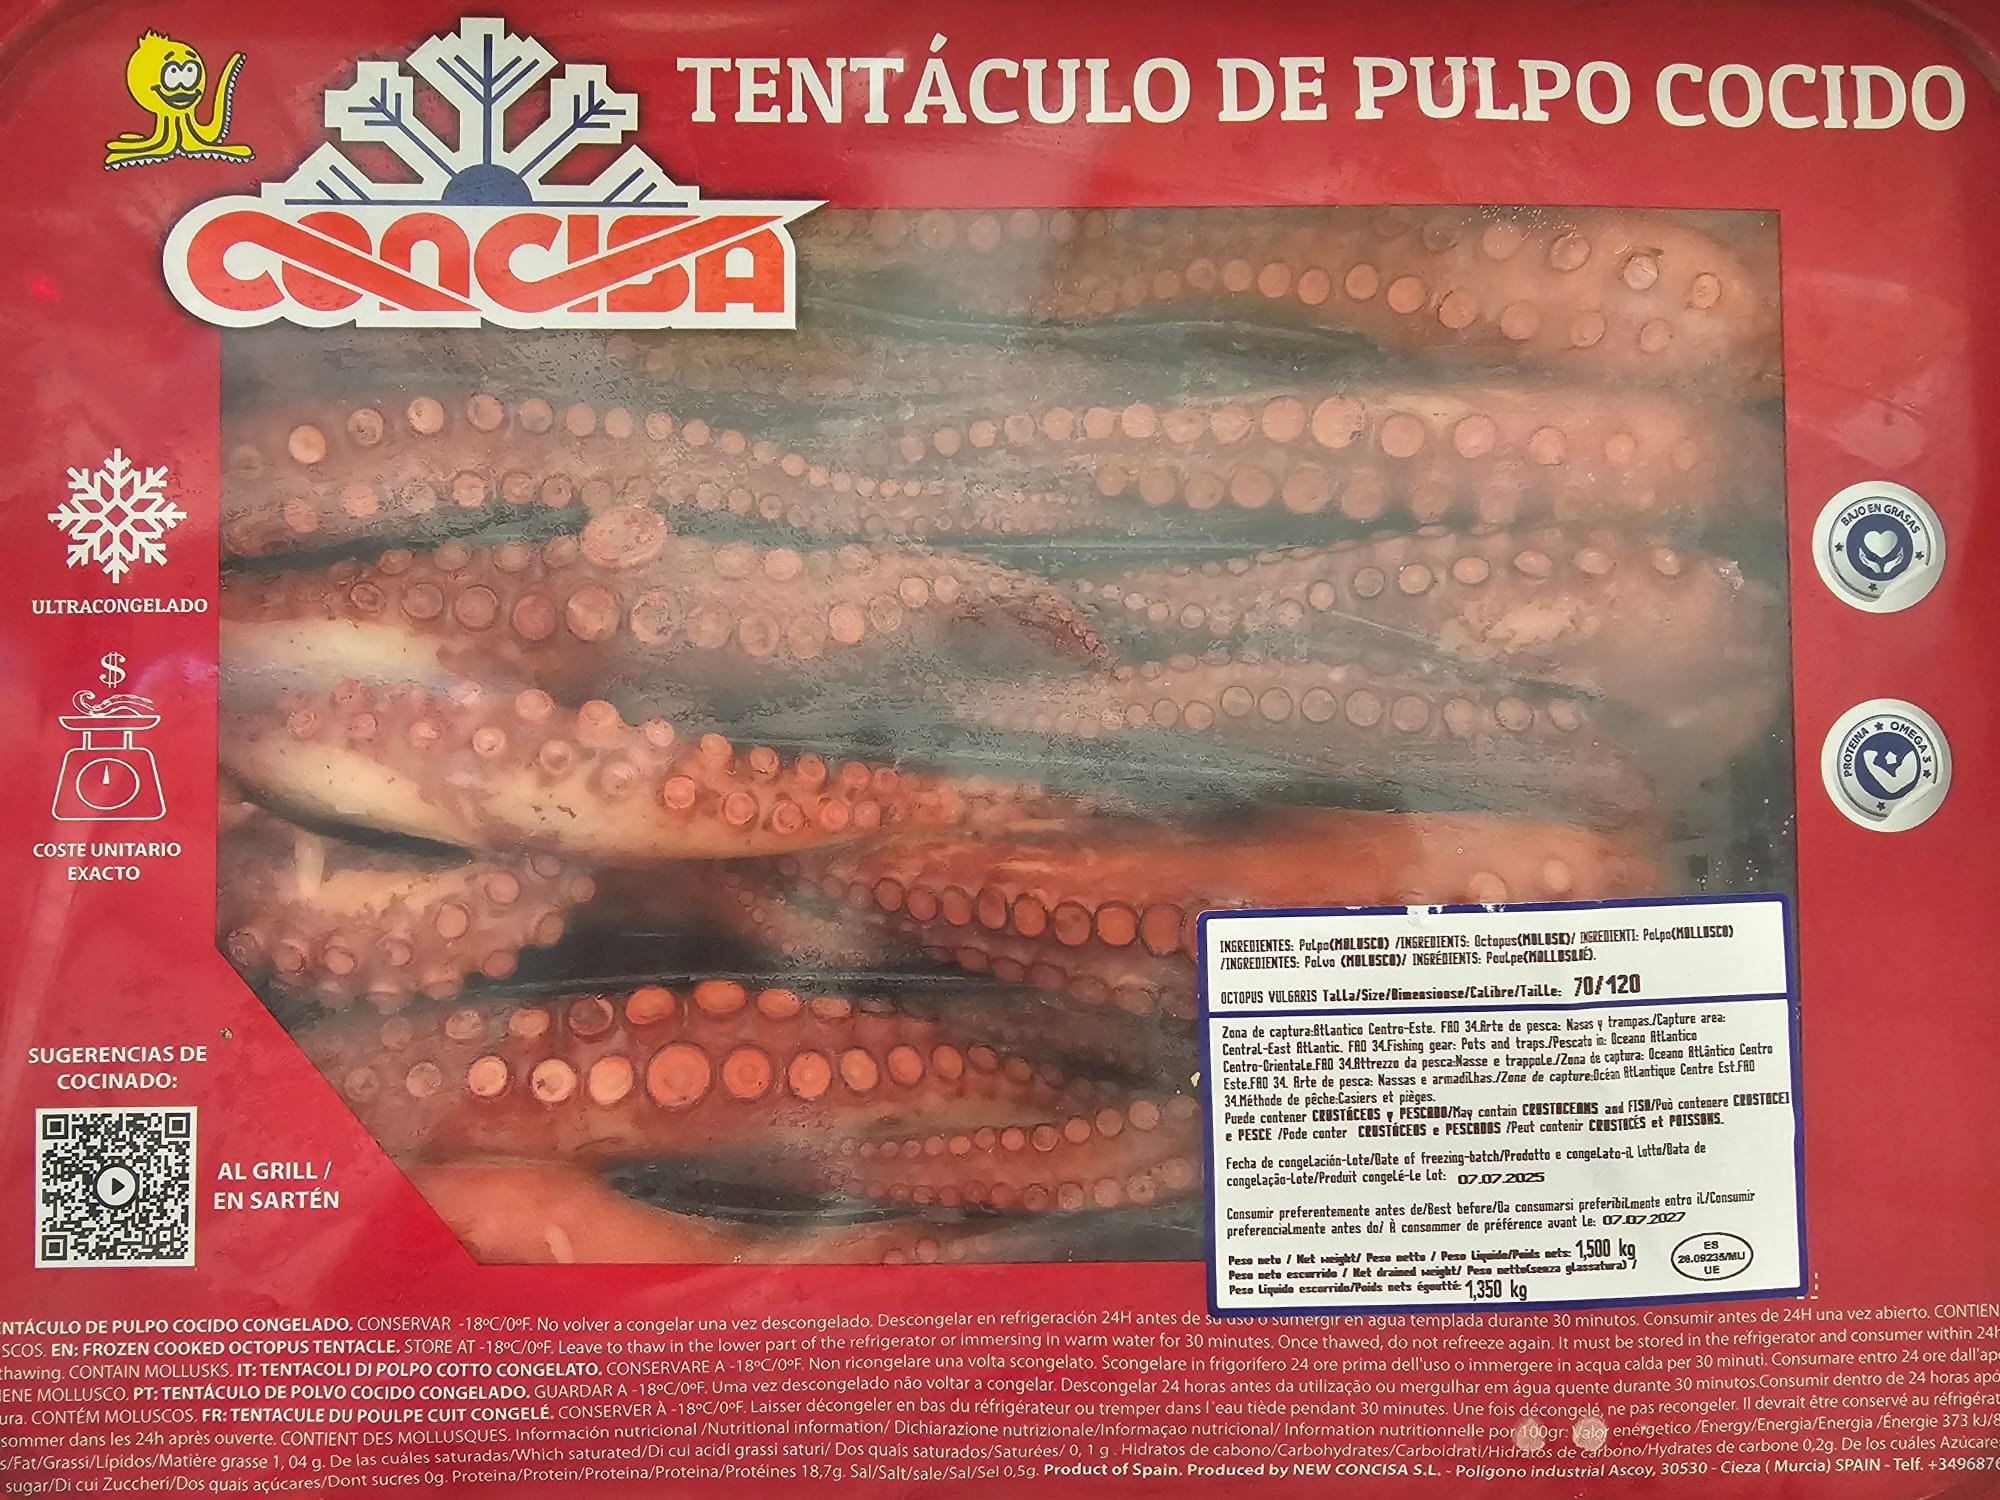 TENTÁCULO DE PULPO COCIDO
CONCISA
ULTRACONGELADO
$
COSTE UNITARIO
EXACTO
BAJO EN GRASAS
PROTEINA ★ OMEGA 3 ★
SUGERENCIAS DE
COCINADO:
AL GRILL /
EN SARTÉN
INGREDIENTES: Pulpo(MOLUSCO) /INGREDIENTS: Octopus(MOLUSK)/ INGREDIENTI: Polpo(MOLLUSCO)
/INGREDIENTES: Polvo (MOLUSCO)/ INGRÉDIENTS: Poulpe(MOLLUSUÉ).
OCTOPUS VULGARIS Talla/Size/Dimensionse/Calibre/Taille: 70/120
Zona de captura:Atlantico Centro-Este. FAO 34.Arte de pesca: Nasas y trampas./Capture area:
Central-East Atlantic. FAO 34.Fishing gear: Pots and traps./Pescato in: Oceano Atlantico
Centro-Orientale.FAO 34.Attrezzo da pesca:Nasse e trappole./Zona de captura: Oceano Atlântico Centro
Este.FAO 34. Arte de pesca: Nassas e armadilhas./Zone de capture:Océan Atlantique Centre Est.FAO
34.Méthode de pêche:Casiers et pièges.
Puede contener CRUSTÁCEOS y PESCADO/May contain CRUSTACEANS and FISH/Può contenere CROSTACEI
e PESCE /Pode conter CRUSTÁCEOS e PESCADOS /Peut contenir CRUSTACÉS et POISSONS.
Fecha de congelación-Lote/Date of freezing-batch/Prodotto e congelato-il Lotto/Data de
congelação-Lote/Produit congelé-Le Lot: 07.07.2025
Consumir preferentemente antes de/Best before/Da consumarsi preferibilmente entro il/Consumir
preferencialmente antes do/ À consommer de préférence avant Le: 07.07.2027
Peso neto / Net weight/ Peso netto / Peso Liquido/Poids nets: 1,500 kg
Peso neto escurrido / Net drained weight/ Peso netto(senza glassatura) /
Peso Liquido escorrido/Poids nets égoutté: 1,350 kg
ES
26.09235/MU
UE
ENTÁCULO DE PULPO COCIDO CONGELADO. CONSERVAR -18ºC/0ºF. No volver a congelar una vez descongelado. Descongelar en refrigeración 24H antes de su uso o sumergir en agua templada durante 30 minutos. Consumir antes de 24H una vez abierto. CONTIEN
SCOS. EN: FROZEN COOKED OCTOPUS TENTACLE. STORE AT -18ºC/0ºF. Leave to thaw in the lower part of the refrigerator or immersing in warm water for 30 minutes. Once thawed, do not refreeze again. It must be stored in the refrigerator and consumer within 24H
thawing. CONTAIN MOLLUSKS. IT: TENTACOLI DI POLPO COTTO CONGELATO. CONSERVARE A -18ºC/0ºF. Non ricongelare una volta scongelato. Scongelare in frigorifero 24 ore prima dell'uso o immergere in acqua calda per 30 minuti. Consumare entro 24 ore dall'ape
IENE MOLLUSCO. PT: TENTÁCULO DE POLVO COCIDO CONGELADO. GUARDAR A -18ºC/0ºF. Uma vez descongelado não voltar a congelar. Descongelar 24 horas antes da utilização ou mergulhar em água quente durante 30 minutos.Consumir dentro de 24 horas apó
ura. CONTÉM MOLUSCOS. FR: TENTACULE DU POULPE CUIT CONGELÉ. CONSERVER À -18ºC/0ºF. Laisser décongeler en bas du réfrigérateur ou tremper dans l'eau tiède pendant 30 minutes. Une fois décongelé, ne pas recongeler. Il devrait être conservé au réfrigérat
sommer dans les 24h après ouverte. CONTIENT DES MOLLUSQUES. Información nutricional /Nutritional information/ Dichiarazione nutrizionale/Informaçao nutricional/ Information nutritionnelle por 100gr: Valor enérgetico /Energy/Energia/Energia /Énergie 373 kJ/8
s/Fat/Grassi/Lípidos/Matière grasse 1, 04 g. De las cuáles saturadas/Which saturated/Di cui acidi grassi saturi/ Dos quais saturados/Saturées/ 0, 1 g . Hidratos de cabono/Carbohydrates/Carboidrati/Hidratos de carbono/Hydrates de carbone 0,2g. De los cuáles Azúcare
sugar/Di cui Zuccheri/Dos quais açúcares/Dont sucres 0g. Proteina/Protein/Proteina/Proteina/Protéines 18,7g. Sal/Salt/sale/Sal/Sel 0,5g. Product of Spain. Produced by NEW CONCISA S.L. - Polígono industrial Ascoy, 30530 - Cieza ( Murcia) SPAIN - Telf. +3496876